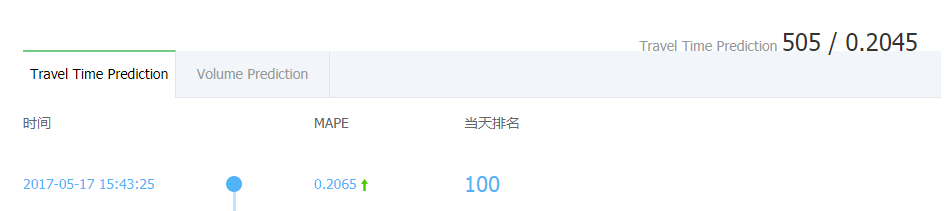 Travel Time Prediction 505 / 0.2045
Travel Time Prediction Volume Prediction
时间 MAPE 当天排名
2017-05-17 15:43:25 0.2065 100